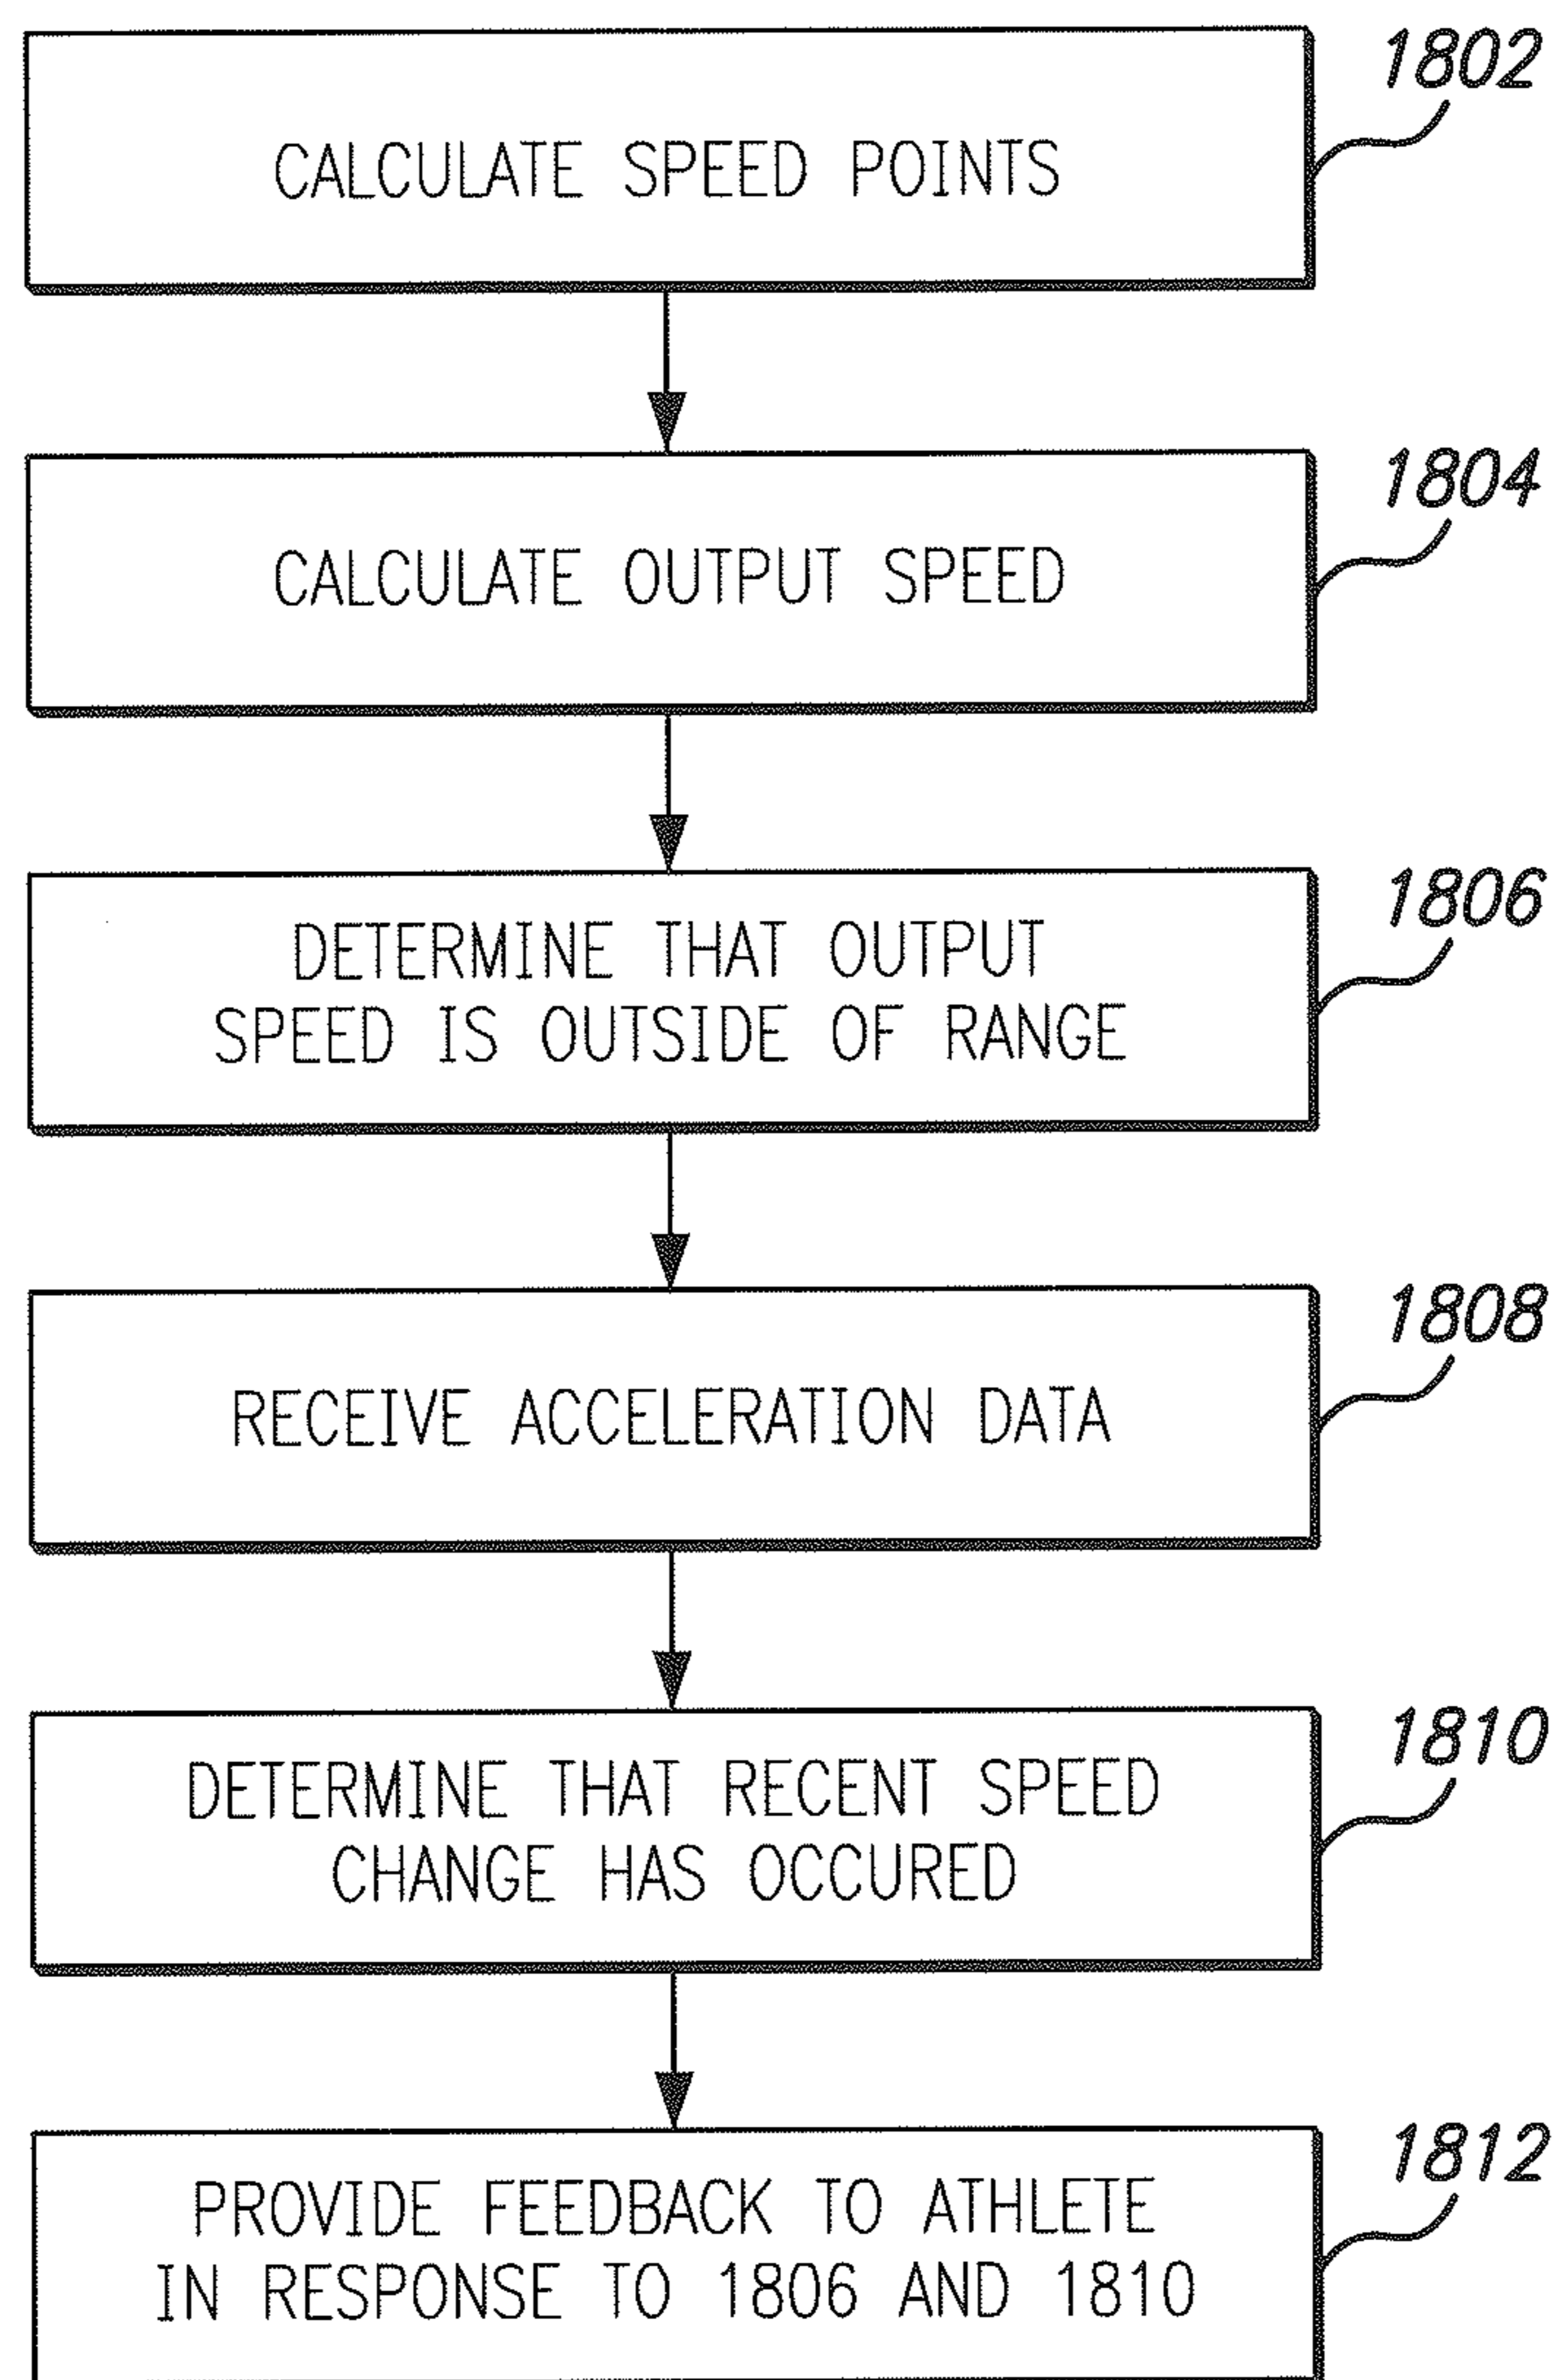 1802
CALCULATE SPEED POINTS
1804
CALCULATE OUTPUT SPEED
1806
DETERMINE THAT OUTPUT
SPEED IS OUTSIDE OF RANGE
1808
RECEIVE ACCELERATION DATA
1810
DETERMINE THAT RECENT SPEED
CHANGE HAS OCCURED
1812
PROVIDE FEEDBACK TO ATHLETE
IN RESPONSE TO 1806 AND 1810